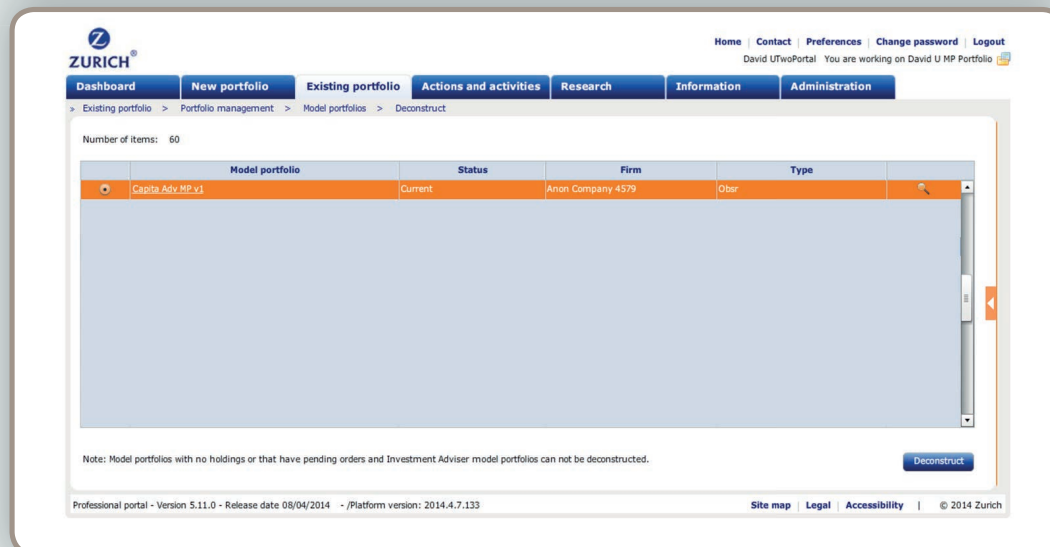 Z
ZURICH®
Home | Contact | Preferences | Change password | Logout
David UTwoPortal You are working on David U MP Portfolio
Dashboard New portfolio Existing portfolio Actions and activities Research Information Administration
» Existing portfolio > Portfolio management > Model portfolios > Deconstruct
Number of items: 60
Model portfolio Status Firm Type
Capita Adv MP v1 Current Anon Company 4579 Obsr
Note: Model portfolios with no holdings or that have pending orders and Investment Adviser model portfolios can not be deconstructed.
Deconstruct
Professional portal - Version 5.11.0 - Release date 08/04/2014 - /Platform version: 2014.4.7.133
Site map | Legal | Accessibility | © 2014 Zurich